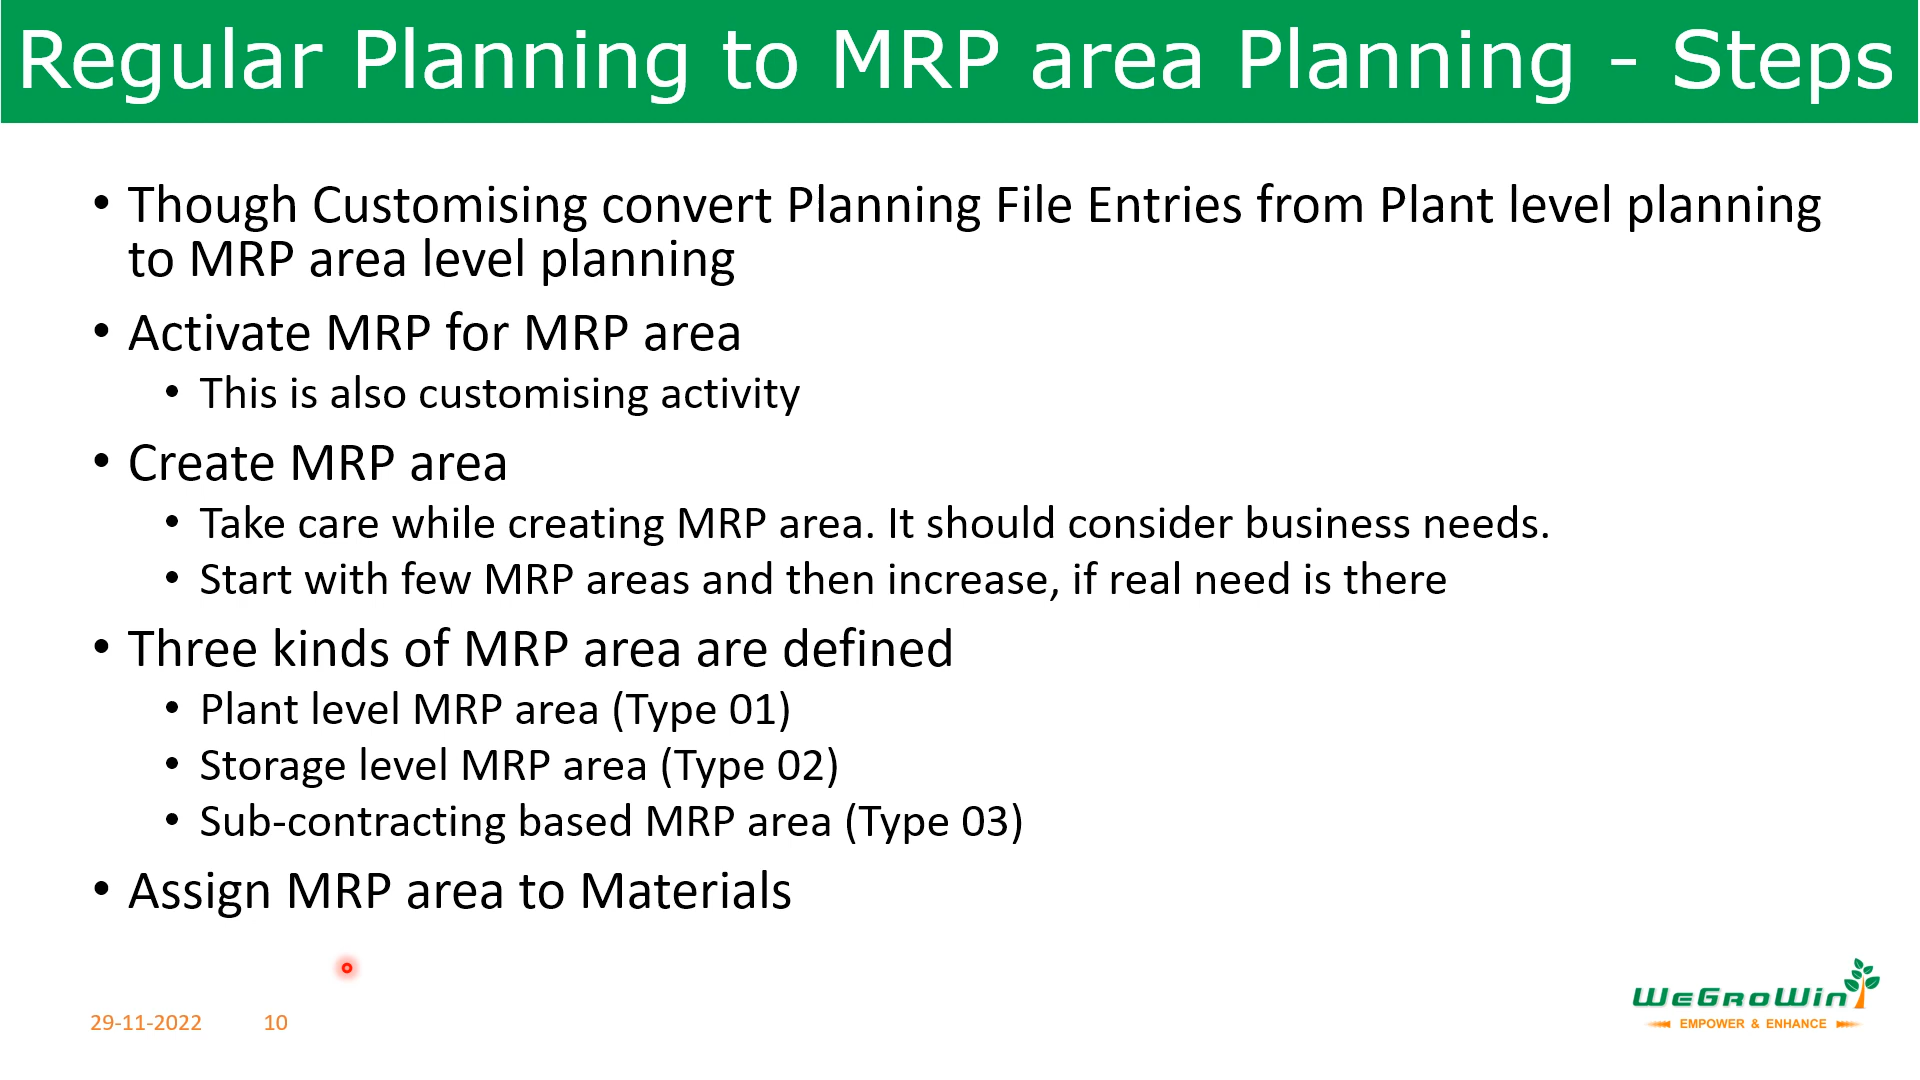 Regular Planning to MRP area Planning - Steps
• Though Customising convert Planning File Entries from Plant level planning
to MRP area level planning
• Activate MRP for MRP area
• This is also customising activity
• Create MRP area
• Take care while creating MRP area. It should consider business needs.
• Start with few MRP areas and then increase, if real need is there
• Three kinds of MRP area are defined
• Plant level MRP area (Type 01)
• Storage level MRP area (Type 02)
• Sub-contracting based MRP area (Type 03)
• Assign MRP area to Materials
29-11-2022 10
WeGroWin
EMPOWER & ENHANCE